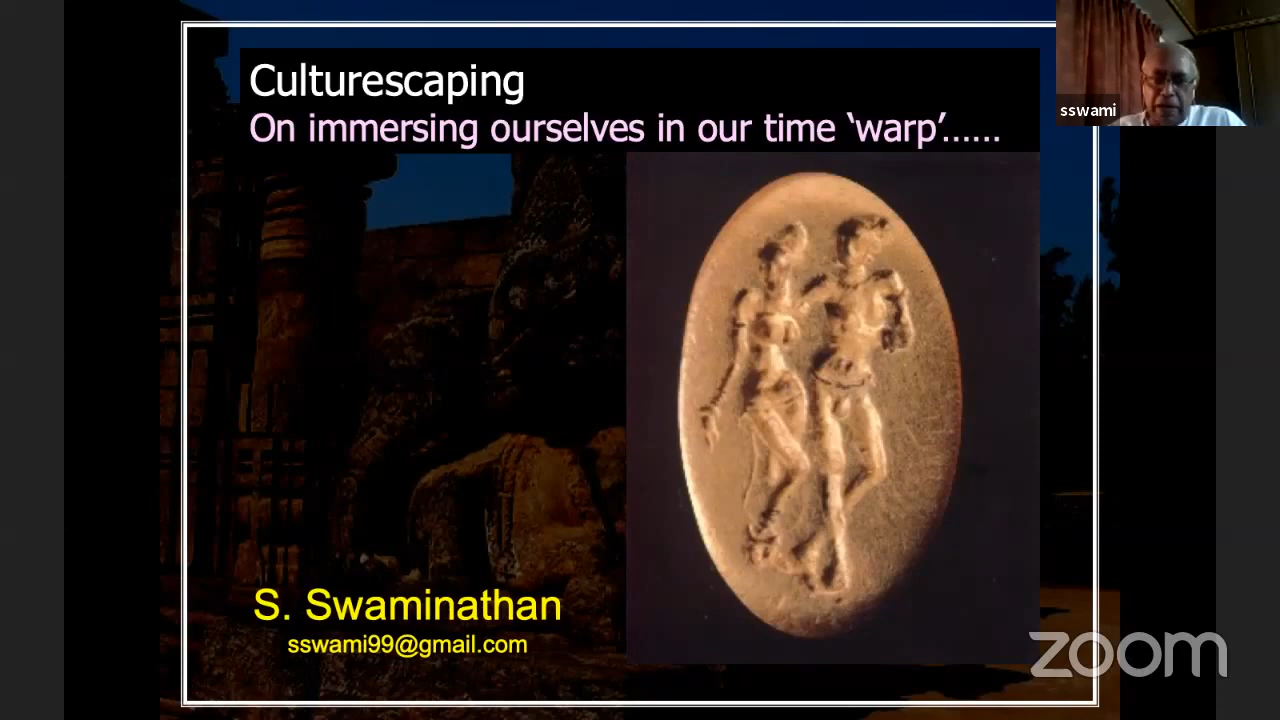 Culturescaping
On immersing ourselves in our time ‘warp’……
sswami
S. Swaminathan
sswami99@gmail.com
zoom